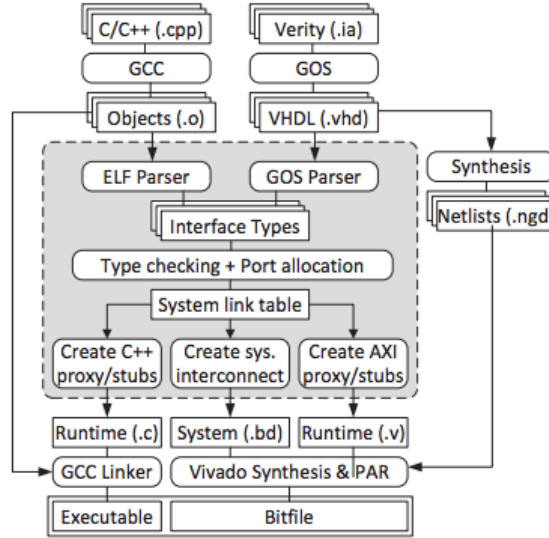 C/C++ (.cpp)
Verity (.ia)
GCC
GOS
Objects (.o)
VHDL (.vhd)
ELF Parser
GOS Parser
Synthesis
Netlists (.ngd
Interface Types
Type checking + Port allocation
System link table
Create C++
proxy/stubs
Create sys.
interconnect
Create AXI
proxy/stubs
Runtime (.c)
System (.bd)
Runtime (.v)
GCC Linker
Vivado Synthesis & PAR
Executable
Bitfile